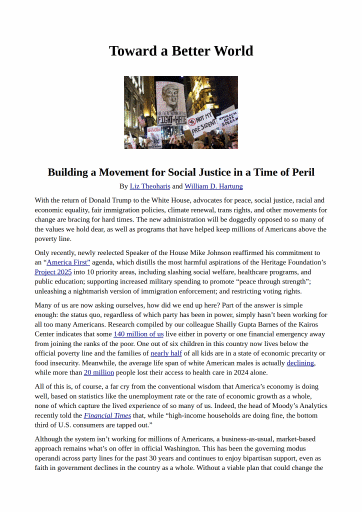 Toward a Better World
NOT MY
PRESIDENT
Building a Movement for Social Justice in a Time of Peril
By Liz Theoharis and William D. Hartung
With the return of Donald Trump to the White House, advocates for peace, social justice, racial and
economic equality, fair immigration policies, climate renewal, trans rights, and other movements for
change are bracing for hard times. The new administration will be doggedly opposed to so many of
the values we hold dear, as well as programs that have helped keep millions of Americans above the
poverty line.
Only recently, newly reelected Speaker of the House Mike Johnson reaffirmed his commitment to
an “America First” agenda, which distills the most harmful aspirations of the Heritage Foundation’s
Project 2025 into 10 priority areas, including slashing social welfare, healthcare programs, and
public education; supporting increased military spending to promote “peace through strength”;
unleashing a nightmarish version of immigration enforcement; and restricting voting rights.
Many of us are now asking ourselves, how did we end up here? Part of the answer is simple
enough: the status quo, regardless of which party has been in power, simply hasn’t been working for
all too many Americans. Research compiled by our colleague Shailly Gupta Barnes of the Kairos
Center indicates that some 140 million of us live either in poverty or one financial emergency away
from joining the ranks of the poor. One out of six children in this country now lives below the
official poverty line and the families of nearly half of all kids are in a state of economic precarity or
food insecurity. Meanwhile, the average life span of white American males is actually declining,
while more than 20 million people lost their access to health care in 2024 alone.
All of this is, of course, a far cry from the conventional wisdom that America’s economy is doing
well, based on statistics like the unemployment rate or the rate of economic growth as a whole,
none of which capture the lived experience of so many of us. Indeed, the head of Moody’s Analytics
recently told the Financial Times that, while “high-income households are doing fine, the bottom
third of U.S. consumers are tapped out.”
Although the system isn’t working for millions of Americans, a business-as-usual, market-based
approach remains what’s on offer in official Washington. This has been the governing modus
operandi across party lines for the past 30 years and continues to enjoy bipartisan support, even as
faith in government declines in the country as a whole. Without a viable plan that could change the